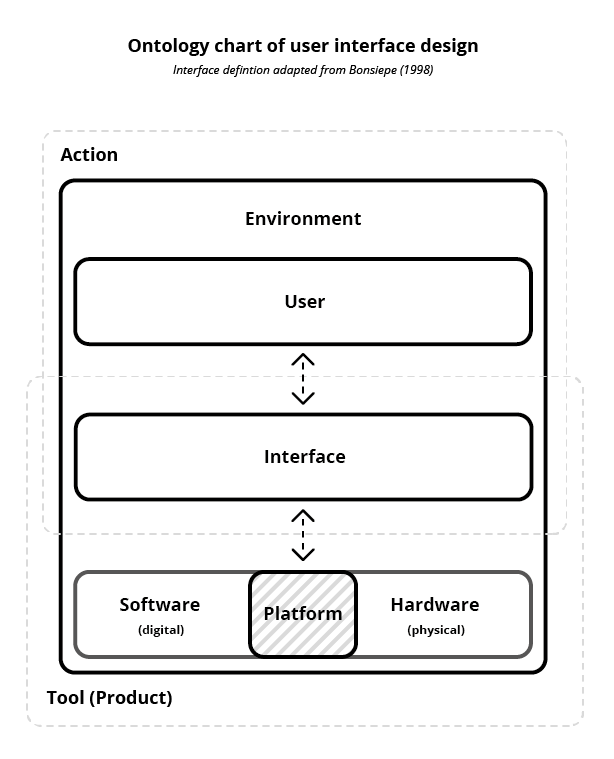 Ontology chart of user interface design
Interface defintion adapted from Bonsiepe (1998)
Action
Environment
User
Interface
Software
(digital)
Platform
Hardware
(physical)
Tool (Product)